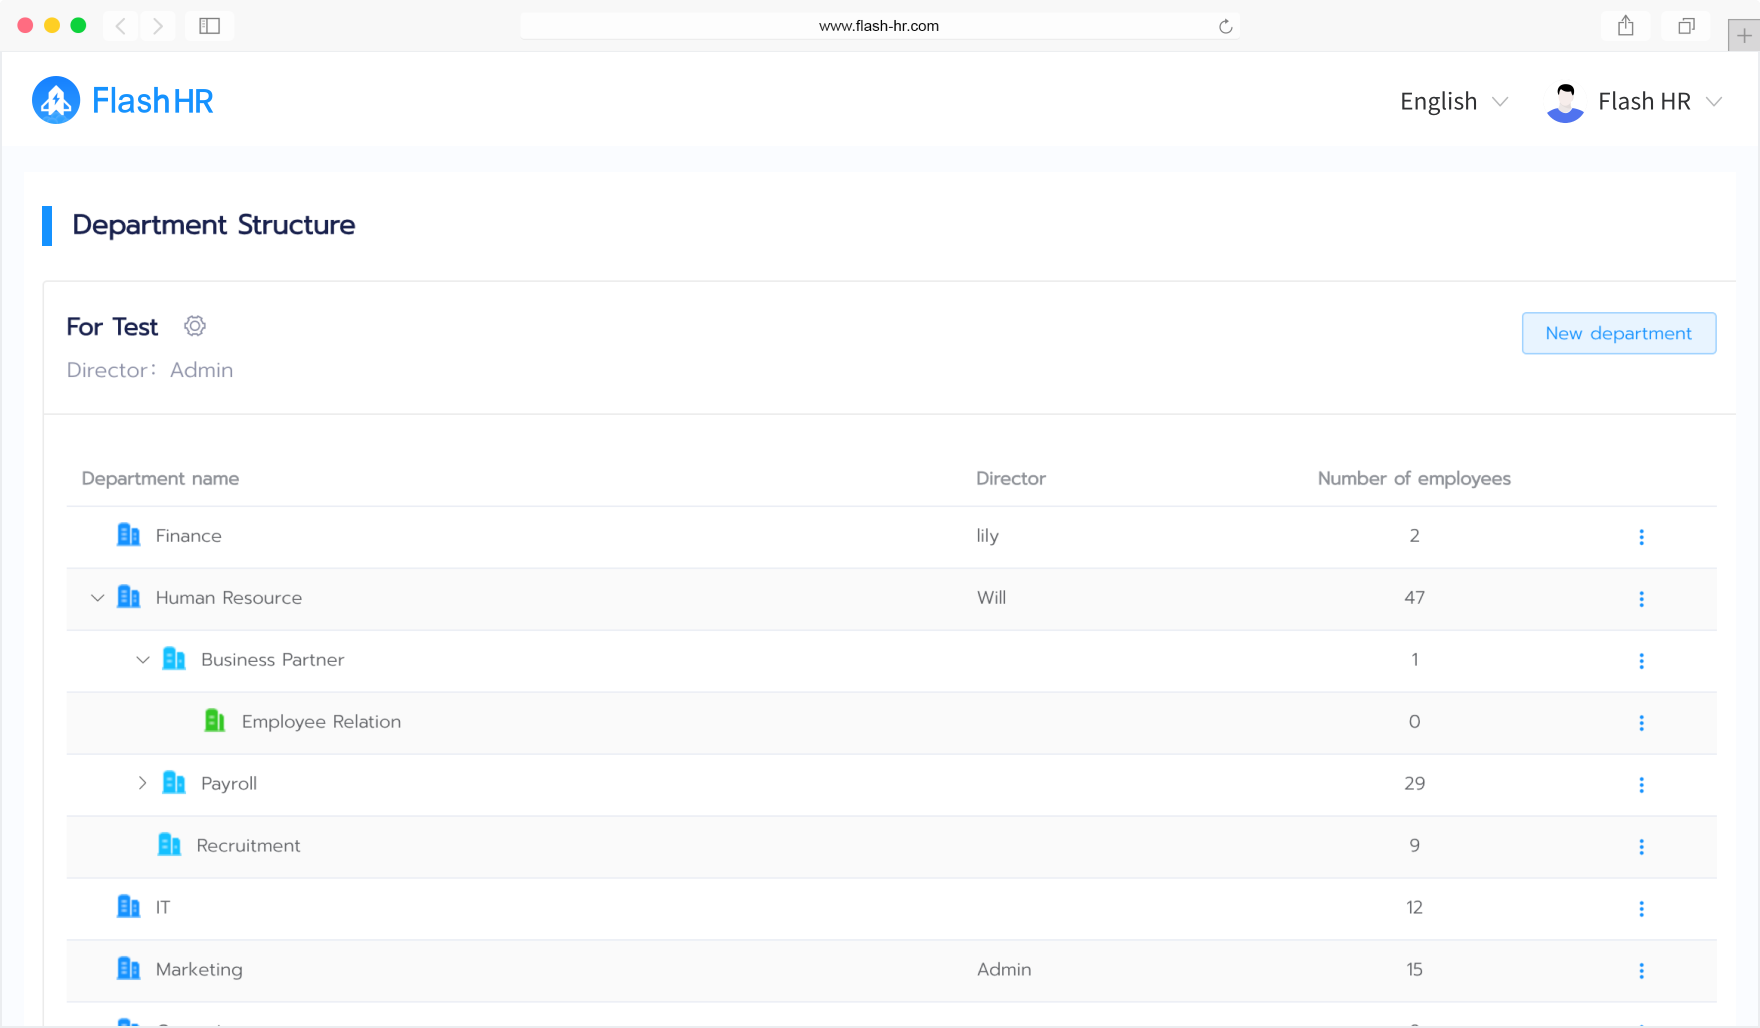 www.flash-hr.com
FlashHR
English
Flash HR
Department Structure
For Test
New department
Director： Admin
Department name Director Number of employees
Finance lily 2
Human Resource Will 47
Business Partner 1
Employee Relation 0
Payroll 29
Recruitment 9
IT 12
Marketing Admin 15